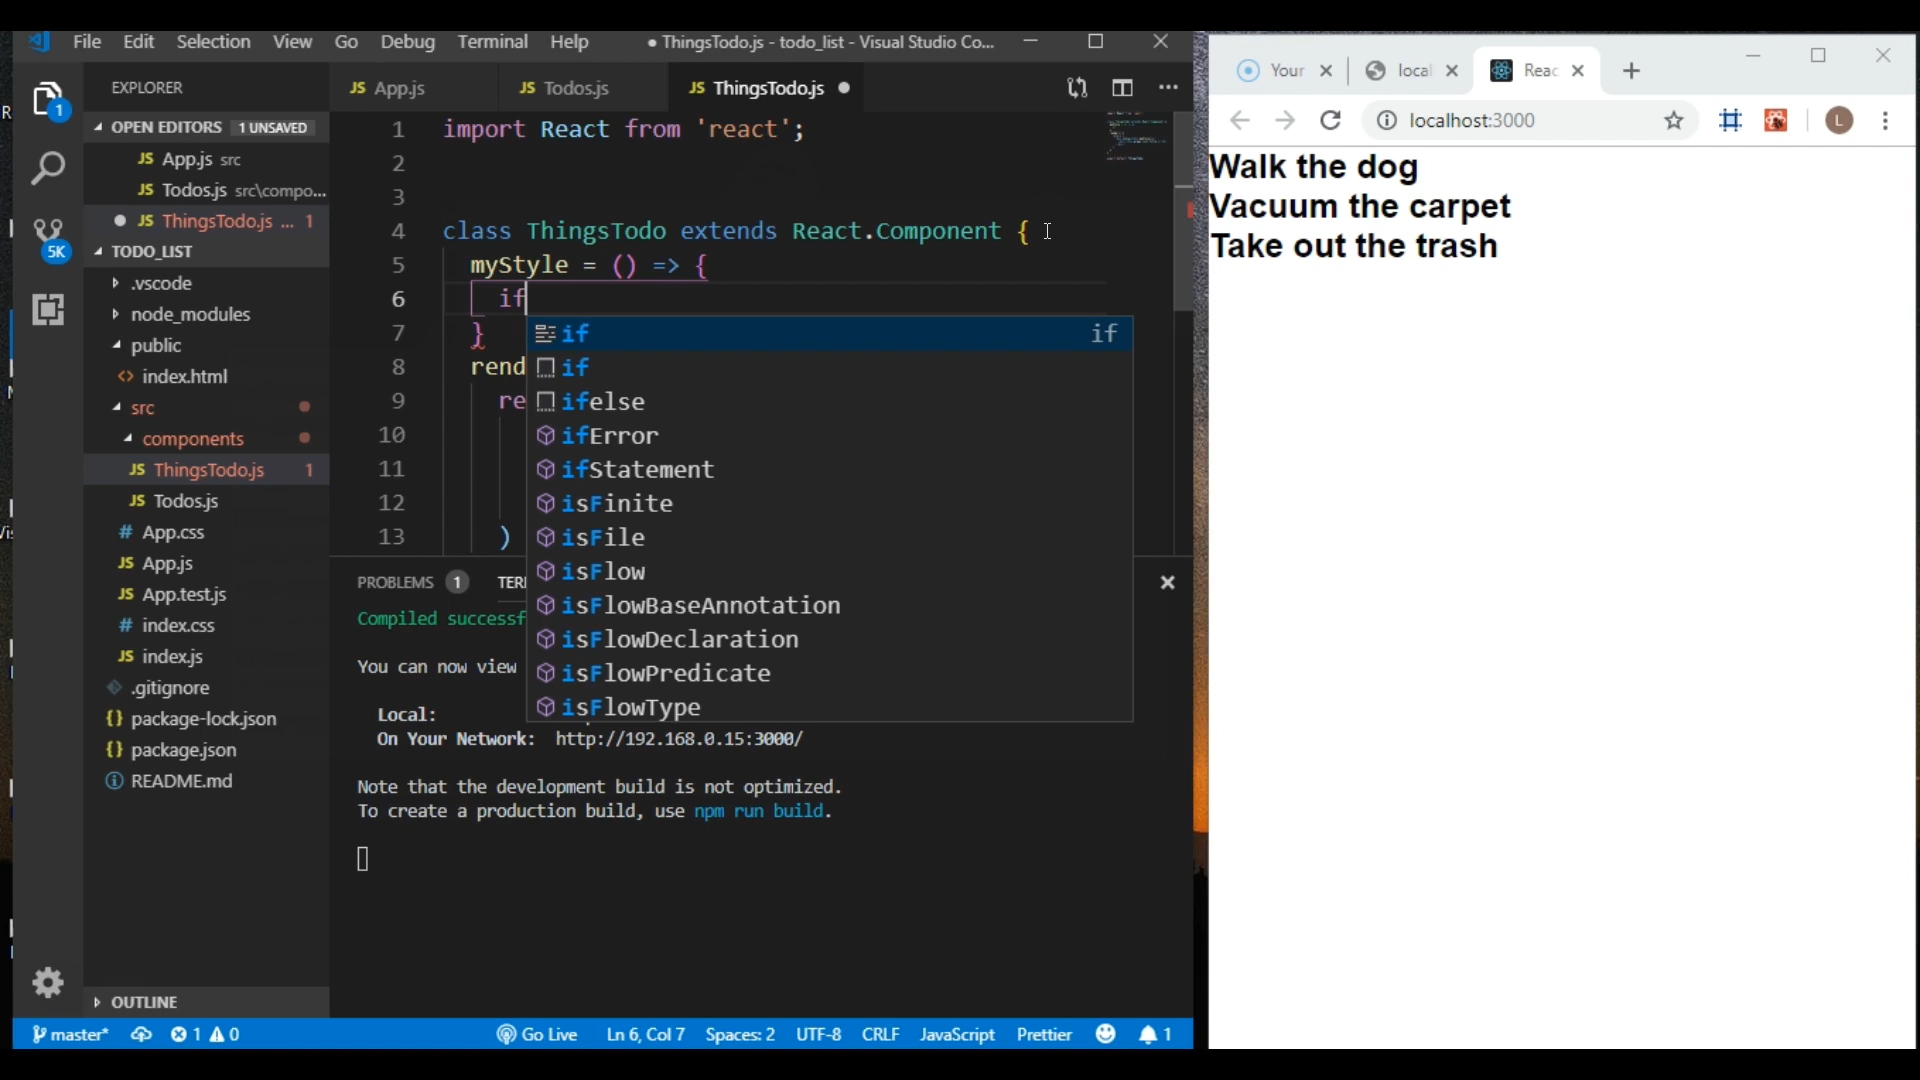 File Edit Selection View Go Debug Terminal Help ● ThingsTodo.js - todo_list - Visual Studio Co...
EXPLORER
OPEN EDITORS 1 UNSAVED
JS App.js src
JS Todos.js src\compo...
JS ThingsTodo.js ... 1
TODO_LIST
.vscode
node_modules
public
<> index.html
src
components
JS ThingsTodo.js 1
JS Todos.js
# App.css
JS App.js
JS App.test.js
# index.css
JS index.js
.gitignore
{} package-lock.json
{} package.json
README.md
OUTLINE
1
5K
JS App.js JS Todos.js JS ThingsTodo.js
1 import React from 'react';
2
3
4 class ThingsTodo extends React.Component {
5 myStyle = () => {
6 if
7 }
8 rend
9 re
10
11
12
13 )
if if
if
ifelse
ifError
ifStatement
isFinite
isFile
isFlow
isFlowBaseAnnotation
isFlowDeclaration
isFlowPredicate
isFlowType
PROBLEMS 1
Compiled successf
You can now view
Local:
On Your Network: http://192.168.0.15:3000/
Note that the development build is not optimized.
To create a production build, use npm run build.
master* 1 0 Go Live Ln 6, Col 7 Spaces: 2 UTF-8 CRLF JavaScript Prettier 1
Your local Reac
localhost:3000 L
Walk the dog
Vacuum the carpet
Take out the trash